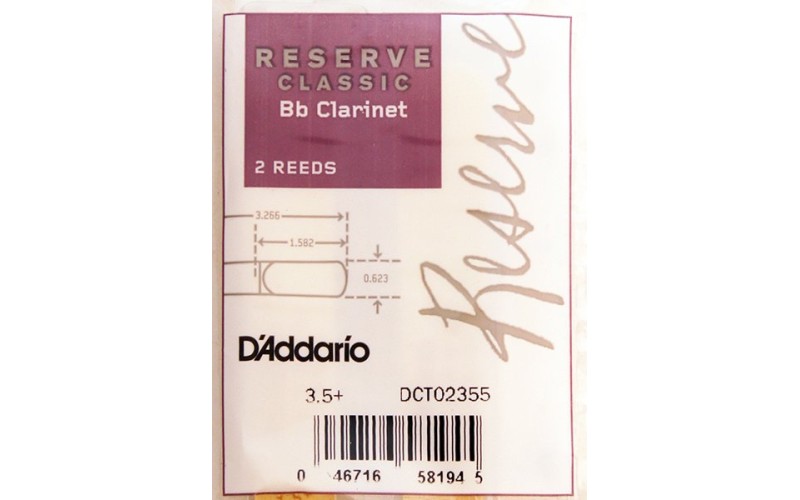 RESERVE
CLASSIC
Bb Clarinet
2 REEDS
Reserve
3.266
1.582
0.623
D'Addario
3.5+ DCT02355
0 46716 58194 5